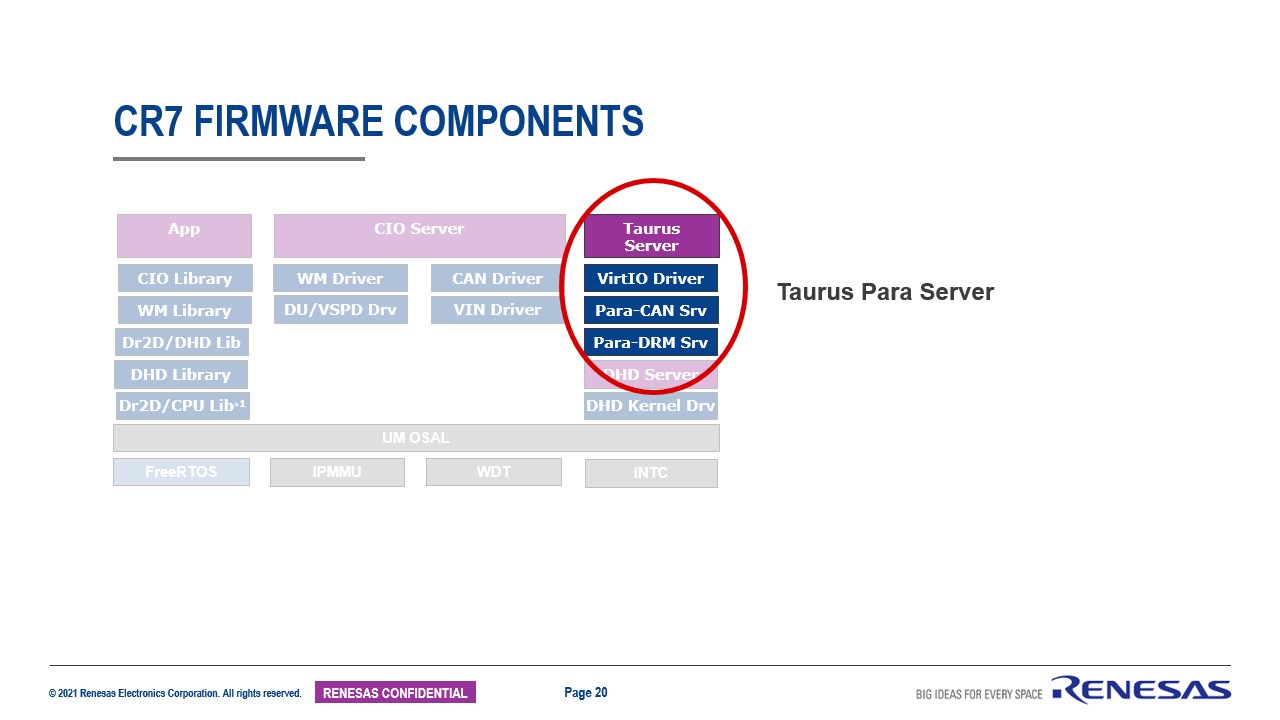 CR7 FIRMWARE COMPONENTS
App
CIO Server
Taurus
Server
CIO Library
WM Driver
CAN Driver
VirtIO Driver
Taurus Para Server
WM Library
DU/VSPD Drv
VIN Driver
Para-CAN Srv
Dr2D/DHD Lib
Para-DRM Srv
DHD Library
DHD Server
Dr2D/CPU Lib*1
DHD Kernel Drv
UM OSAL
FreeRTOS
IPMMU
WDT
INTC
© 2021 Renesas Electronics Corporation. All rights reserved.
RENESAS CONFIDENTIAL
Page 20
BIG IDEAS FOR EVERY SPACE
RENESAS